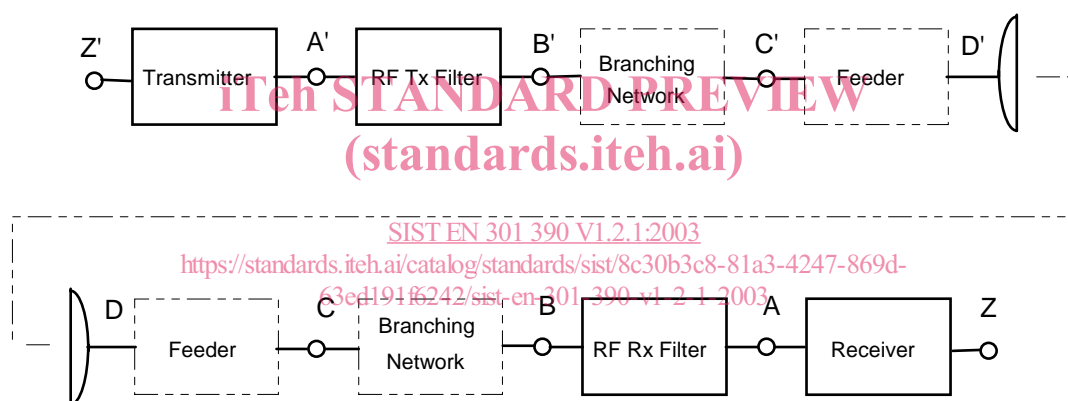 Z' A' B' C' D'
Transmitter RF Tx Filter Branching Network Feeder
iTeh STANDARD PREVIEW
(standards.iteh.ai)
SIST EN 301 390 V1.2.1:2003
https://standards.iteh.ai/catalog/standards/sist/8c30b3c8-81a3-4247-869d-
63ed191f6242/sist-en-301-390-v1-2-1-2003
D C B A Z
Feeder Branching Network RF Rx Filter Receiver